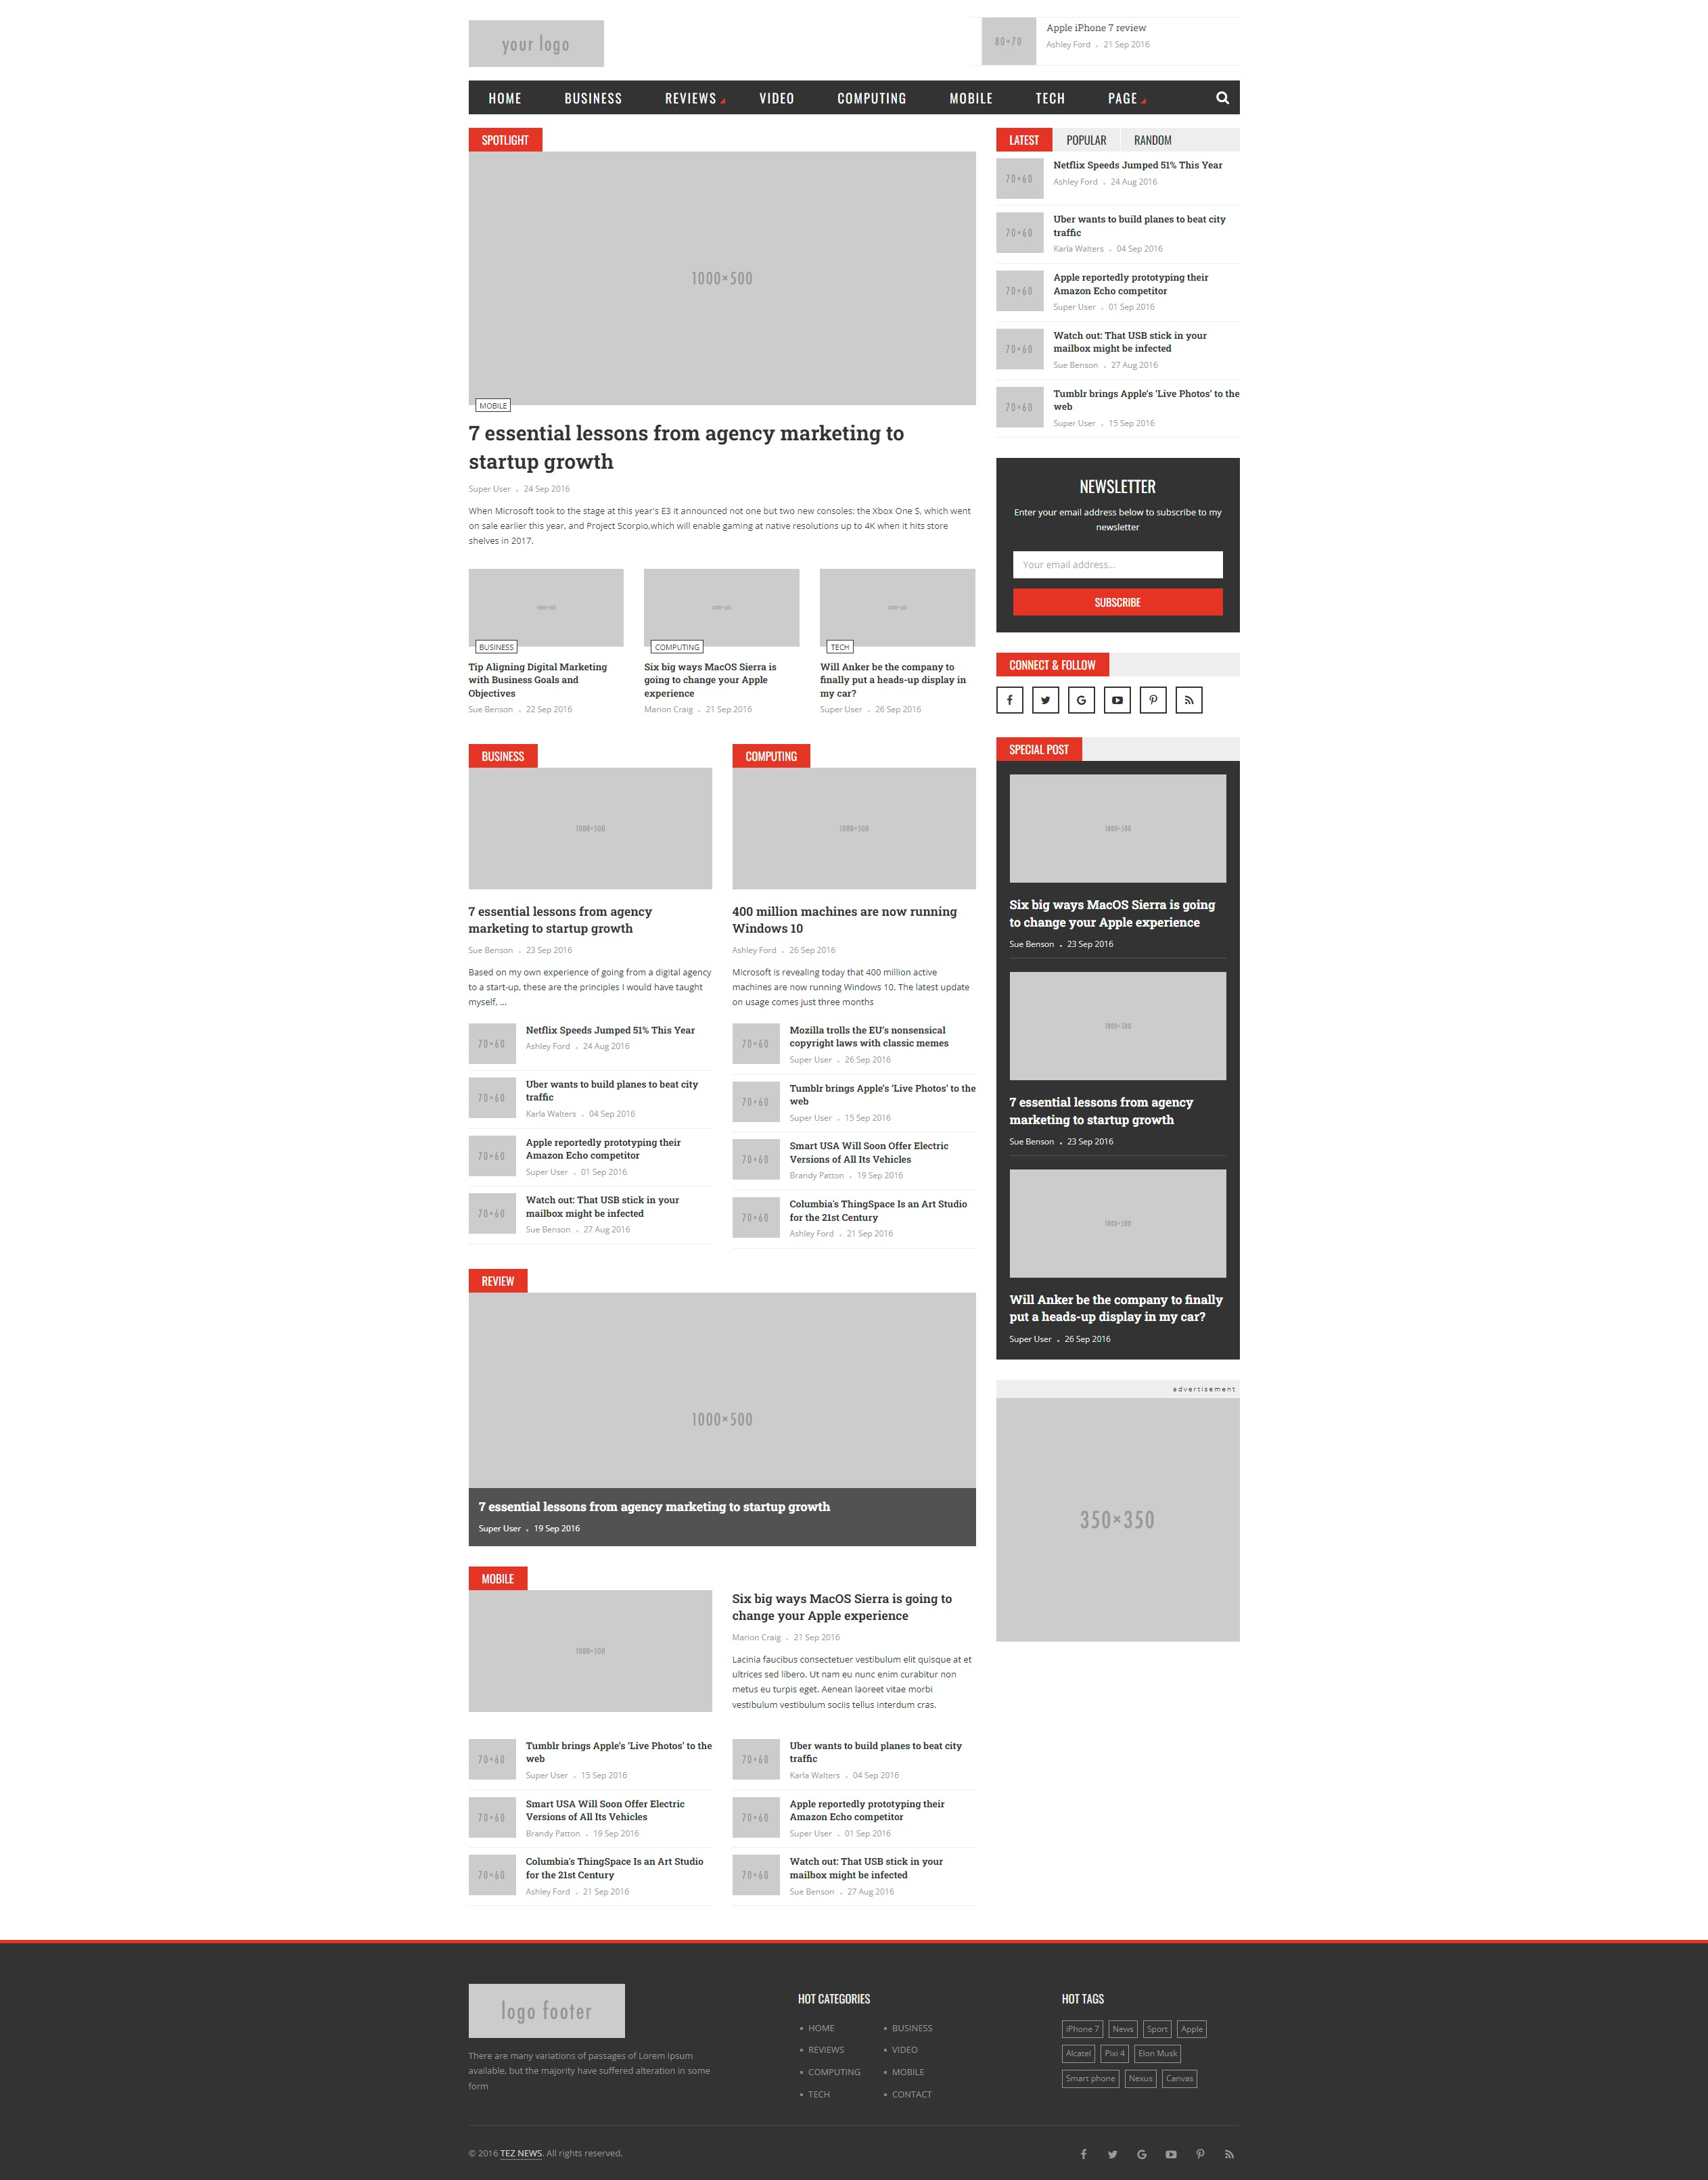 your logo
80×70
Apple iPhone 7 review
Ashley Ford • 21 Sep 2016
HOME BUSINESS REVIEWS VIDEO COMPUTING MOBILE TECH PAGE
SPOTLIGHT
1000×500
MOBILE
7 essential lessons from agency marketing to
startup growth
Super User • 24 Sep 2016
When Microsoft took to the stage at this year's E3 it announced not one but two new consoles: the Xbox One S, which went
on sale earlier this year, and Project Scorpio,which will enable gaming at native resolutions up to 4K when it hits store
shelves in 2017.
1000×500
BUSINESS
Tip Aligning Digital Marketing
with Business Goals and
Objectives
Sue Benson • 22 Sep 2016
1000×500
COMPUTING
Six big ways MacOS Sierra is
going to change your Apple
experience
Marion Craig • 21 Sep 2016
1000×500
TECH
Will Anker be the company to
finally put a heads-up display in
my car?
Super User • 26 Sep 2016
BUSINESS
1000×500
7 essential lessons from agency
marketing to startup growth
Sue Benson • 23 Sep 2016
Based on my own experience of going from a digital agency
to a start-up, these are the principles I would have taught
myself, ...
70×60
Netflix Speeds Jumped 51% This Year
Ashley Ford • 24 Aug 2016
70×60
Uber wants to build planes to beat city
traffic
Karla Walters • 04 Sep 2016
70×60
Apple reportedly prototyping their
Amazon Echo competitor
Super User • 01 Sep 2016
70×60
Watch out: That USB stick in your
mailbox might be infected
Sue Benson • 27 Aug 2016
COMPUTING
1000×500
400 million machines are now running
Windows 10
Ashley Ford • 26 Sep 2016
Microsoft is revealing today that 400 million active
machines are now running Windows 10. The latest update
on usage comes just three months
70×60
Mozilla trolls the EU's nonsensical
copyright laws with classic memes
Super User • 26 Sep 2016
70×60
Tumblr brings Apple's 'Live Photos' to the
web
Super User • 15 Sep 2016
70×60
Smart USA Will Soon Offer Electric
Versions of All Its Vehicles
Brandy Patton • 19 Sep 2016
70×60
Columbia's ThingSpace Is an Art Studio
for the 21st Century
Ashley Ford • 21 Sep 2016
REVIEW
1000×500
7 essential lessons from agency marketing to startup growth
Super User • 19 Sep 2016
MOBILE
1000×500
Six big ways MacOS Sierra is going to
change your Apple experience
Marion Craig • 21 Sep 2016
Lacinia faucibus consectetuer vestibulum elit quisque at et
ultrices sed libero. Ut nam eu nunc enim curabitur non
metus eu turpis eget. Aenean laoreet vitae morbi
vestibulum vestibulum sociis tellus interdum cras.
70×60
Tumblr brings Apple's 'Live Photos' to the
web
Super User • 15 Sep 2016
70×60
Smart USA Will Soon Offer Electric
Versions of All Its Vehicles
Brandy Patton • 19 Sep 2016
70×60
Columbia's ThingSpace Is an Art Studio
for the 21st Century
Ashley Ford • 21 Sep 2016
70×60
Uber wants to build planes to beat city
traffic
Karla Walters • 04 Sep 2016
70×60
Apple reportedly prototyping their
Amazon Echo competitor
Super User • 01 Sep 2016
70×60
Watch out: That USB stick in your
mailbox might be infected
Sue Benson • 27 Aug 2016
LATEST POPULAR RANDOM
70×60
Netflix Speeds Jumped 51% This Year
Ashley Ford • 24 Aug 2016
70×60
Uber wants to build planes to beat city
traffic
Karla Walters • 04 Sep 2016
70×60
Apple reportedly prototyping their
Amazon Echo competitor
Super User • 01 Sep 2016
70×60
Watch out: That USB stick in your
mailbox might be infected
Sue Benson • 27 Aug 2016
70×60
Tumblr brings Apple's 'Live Photos' to the
web
Super User • 15 Sep 2016
NEWSLETTER
Enter your email address below to subscribe to my
newsletter
Your email address...
SUBSCRIBE
CONNECT & FOLLOW
SPECIAL POST
1000×500
Six big ways MacOS Sierra is going
to change your Apple experience
Sue Benson • 23 Sep 2016
1000×500
7 essential lessons from agency
marketing to startup growth
Sue Benson • 23 Sep 2016
1000×500
Will Anker be the company to finally
put a heads-up display in my car?
Super User • 26 Sep 2016
advertisement
350×350
logo footer
There are many variations of passages of Lorem Ipsum
available, but the majority have suffered alteration in some
form
HOT CATEGORIES
HOME BUSINESS
REVIEWS VIDEO
COMPUTING MOBILE
TECH CONTACT
HOT TAGS
iPhone 7 News Sport Apple
Alcatel Pixi 4 Elon Musk
Smart phone Nexus Canvas
© 2016 TEZ NEWS. All rights reserved.